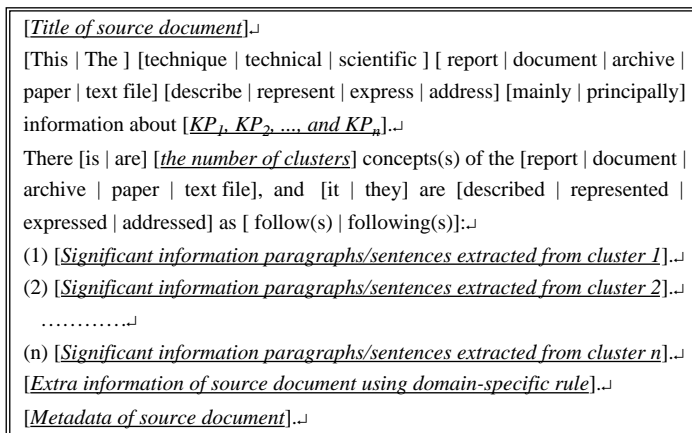 [Title of source document].↵
[This | The ] [technique | technical | scientific ] [ report | document | archive |
paper | text file] [describe | represent | express | address] [mainly | principally]
information about [KP1, KP2, ..., and KPn].↵
There [is | are] [the number of clusters] concepts(s) of the [report | document |
archive | paper | text file], and [it | they] are [described | represented |
expressed | addressed] as [ follow(s) | following(s)]:↵
(1) [Significant information paragraphs/sentences extracted from cluster 1].↵
(2) [Significant information paragraphs/sentences extracted from cluster 2].↵
............↵
(n) [Significant information paragraphs/sentences extracted from cluster n].↵
[Extra information of source document using domain-specific rule].↵
[Metadata of source document].↵